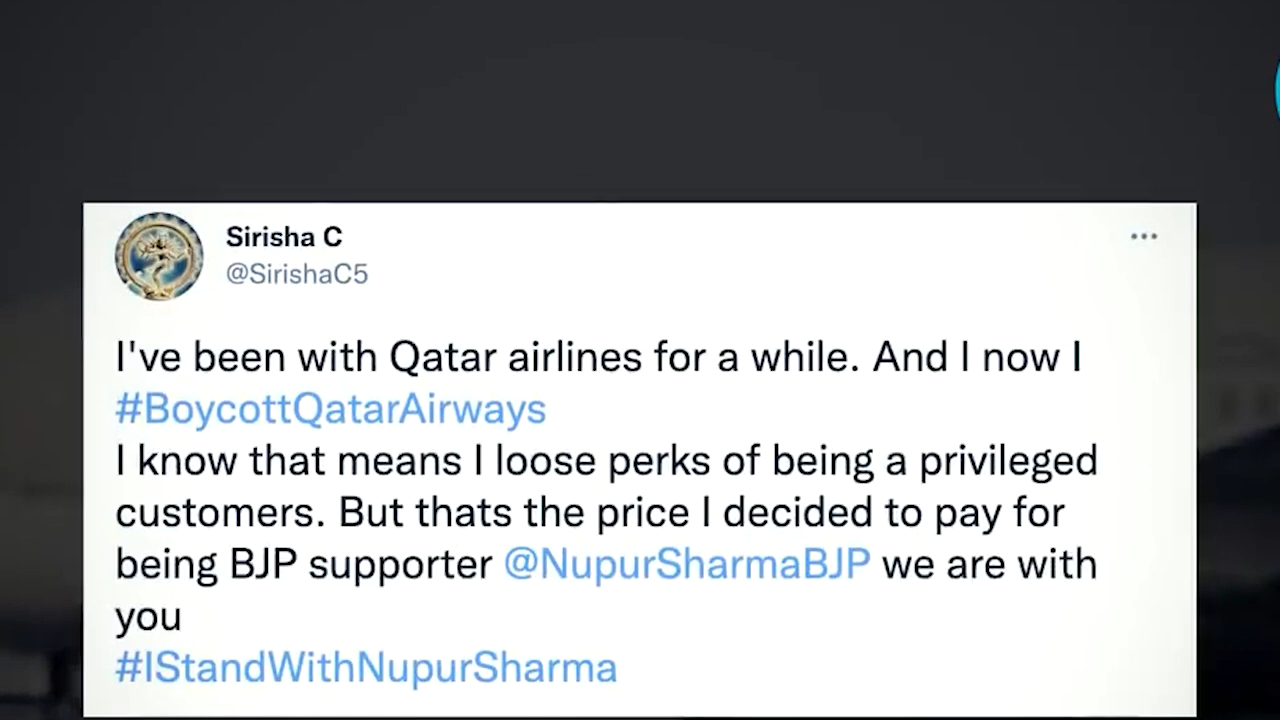 Sirisha C
@SirishaC5
I've been with Qatar airlines for a while. And I now I
#BoycottQatarAirways
I know that means I loose perks of being a privileged
customers. But thats the price I decided to pay for
being BJP supporter @NupurSharmaBJP we are with
you
#IStandWithNupurSharma